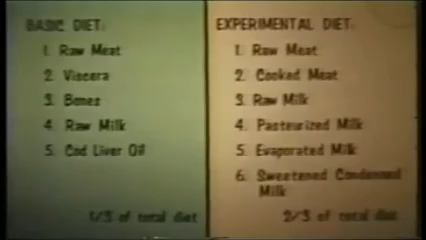 BASIC DIET:
1. Raw Meat
2. Viscera
3. Bones
4. Raw Milk
5. Cod Liver Oil
1/3 of total diet
EXPERIMENTAL DIET:
1. Raw Meat
2. Cooked Meat
3. Raw Milk
4. Pasteurized Milk
5. Evaporated Milk
6. Sweetened Condensed
Milk
2/3 of total diet